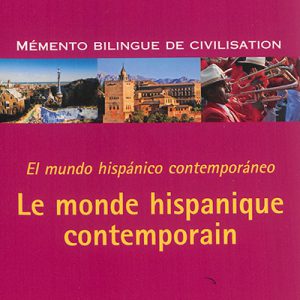 MÉMENTO BILINGUE DE CIVILISATION
El mundo hispánico contemporáneo
Le monde hispanique
contemporain